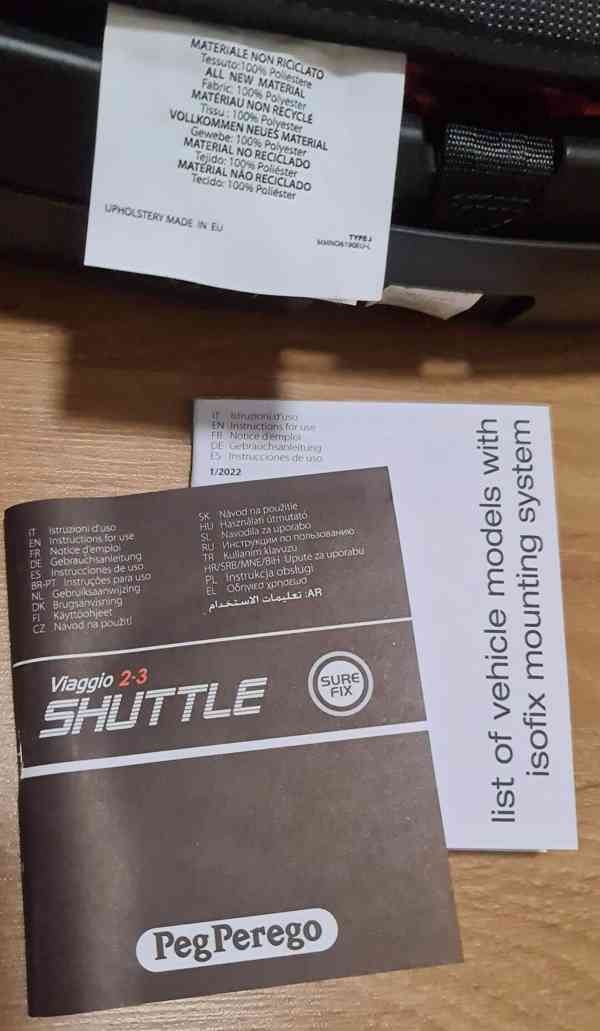 MATERIALE NON RICICLATO
Tessuto:100% Poliestere
ALL NEW MATERIAL
Fabric: 100% Polyester
MATÉRIAU NON RECYCLÉ
Tissu : 100% Polyester
VOLLKOMMEN NEUES MATERIAL
Gewebe: 100% Polyester
MATERIAL NO RECICLADO
Tejido: 100% Poliéster
MATERIAL NÃO RECICLADO
Tecido: 100% Poliéster
UPHOLSTERY MADE IN EU
TYPE J
IT Istruzioni d'uso
EN Instructions for use
FR Notice d'emploi
DE Gebrauchsanleitung
ES Instrucciones de uso
1/2022
list of vehicle models with
isofix mounting system
IT Istruzioni d'uso
EN Instructions for use
FR Notice d'emploi
DE Gebrauchsanleitung
ES Instrucciones de uso
BR-PT Instruções para uso
NL Gebruiksaanwijzing
DK Brugsanvisning
FI Käyttöohjeet
CZ Návod na použití
SK Návod na použitie
HU Használati útmutató
SL Navodila za uporabo
RU Инструкции по пользованию
TR Kullanim klavuzu
HR/SRB/MNE/BIH Upute za uporabu
PL Instrukcja obsługi
EL Οδηγιεσ χρησεωσ
AR: تعليمات الاستخدام
Viaggio 2-3
SHUTTLE
SURE
FIX
PegPerego